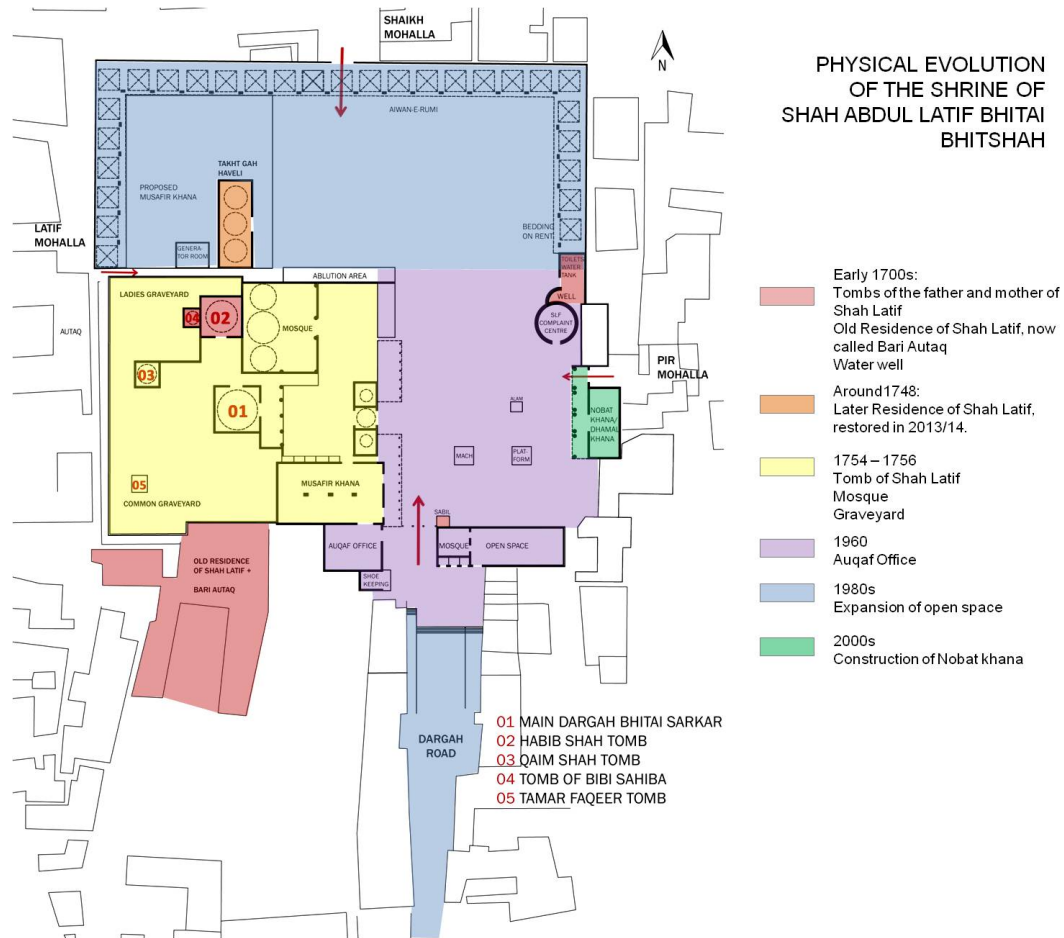 SHAIKH
MOHALLA
N
PHYSICAL EVOLUTION
OF THE SHRINE OF
SHAH ABDUL LATIF BHITAI
BHITSHAH
AIWAN-E-RUMI
TAKHT GAH
HAVELI
PROPOSED
MUSAFIR KHANA
LATIF
MOHALLA
GENERA
TOR ROOM
BEDDING
ON RENT
TOILETS
WATER
TANK
ABLUTION AREA
LADIES GRAVEYARD
WELL
04
02
MOSQUE
SLF
COMPLAINT
CENTRE
AUTAQ
03
PIR
MOHALLA
01
ALAM
NOBAT
KHANA/
DHAMAL
KHANA
MACH
PLAT-
FORM
05
MUSAFIR KHANA
COMMON GRAVEYARD
SABIL
AUQAF OFFICE
MOSQUE
OPEN SPACE
OLD RESIDENCE
OF SHAH LATIF +
BARI AUTAQ
SHOE
KEEPING
DARGAH
ROAD
01 MAIN DARGAH BHITAI SARKAR
02 HABIB SHAH TOMB
03 QAIM SHAH TOMB
04 TOMB OF BIBI SAHIBA
05 TAMAR FAQEER TOMB
Early 1700s:
Tombs of the father and mother of
Shah Latif
Old Residence of Shah Latif, now
called Bari Autaq
Water well
Around1748:
Later Residence of Shah Latif,
restored in 2013/14.
1754 – 1756
Tomb of Shah Latif
Mosque
Graveyard
1960
Auqaf Office
1980s
Expansion of open space
2000s
Construction of Nobat khana